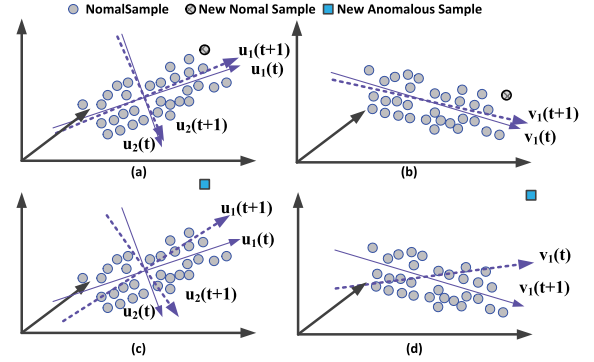 NomalSample New Nomal Sample New Anomalous Sample
u1(t+1)
u1(t)
u2(t+1)
u2(t)
(a)
v1(t+1)
v1(t)
(b)
u1(t+1)
u1(t)
u2(t+1)
u2(t)
(c)
v1(t)
v1(t+1)
(d)